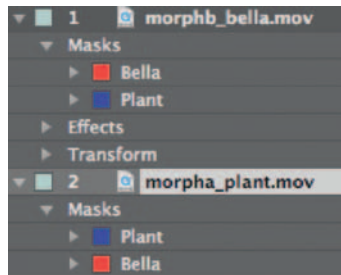 1 morphb_bella.mov
Masks
Bella
Plant
Effects
Transform
2 morpha_plant.mov
Masks
Plant
Bella